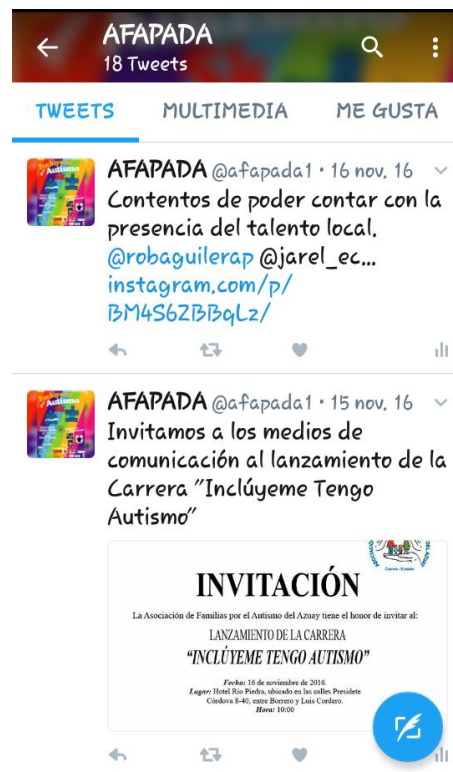 AFAPADA
18 Tweets
TWEETS MULTIMEDIA ME GUSTA
AFAPADA @afapada1 • 16 nov. 16
Contentos de poder contar con la
presencia del talento local.
@robaguilerap @jarel_ec...
instagram.com/p/
BM4S6ZBBqLz/
AFAPADA @afapada1 • 15 nov. 16
Invitamos a los medios de
comunicación al lanzamiento de la
Carrera "Inclúyeme Tengo
Autismo"
INVITACIÓN
La Asociación de Familias por el Autismo del Azuay tiene el honor de invitar al:
LANZAMIENTO DE LA CARRERA
"INCLÚYEME TENGO AUTISMO"
Fecha: 16 de noviembre de 2016.
Lugar: Hotel Río Piedra, ubicado en las calles Presidete
Córdova 8-40, entre Borrero y Luis Cordero.
Hora: 10:00